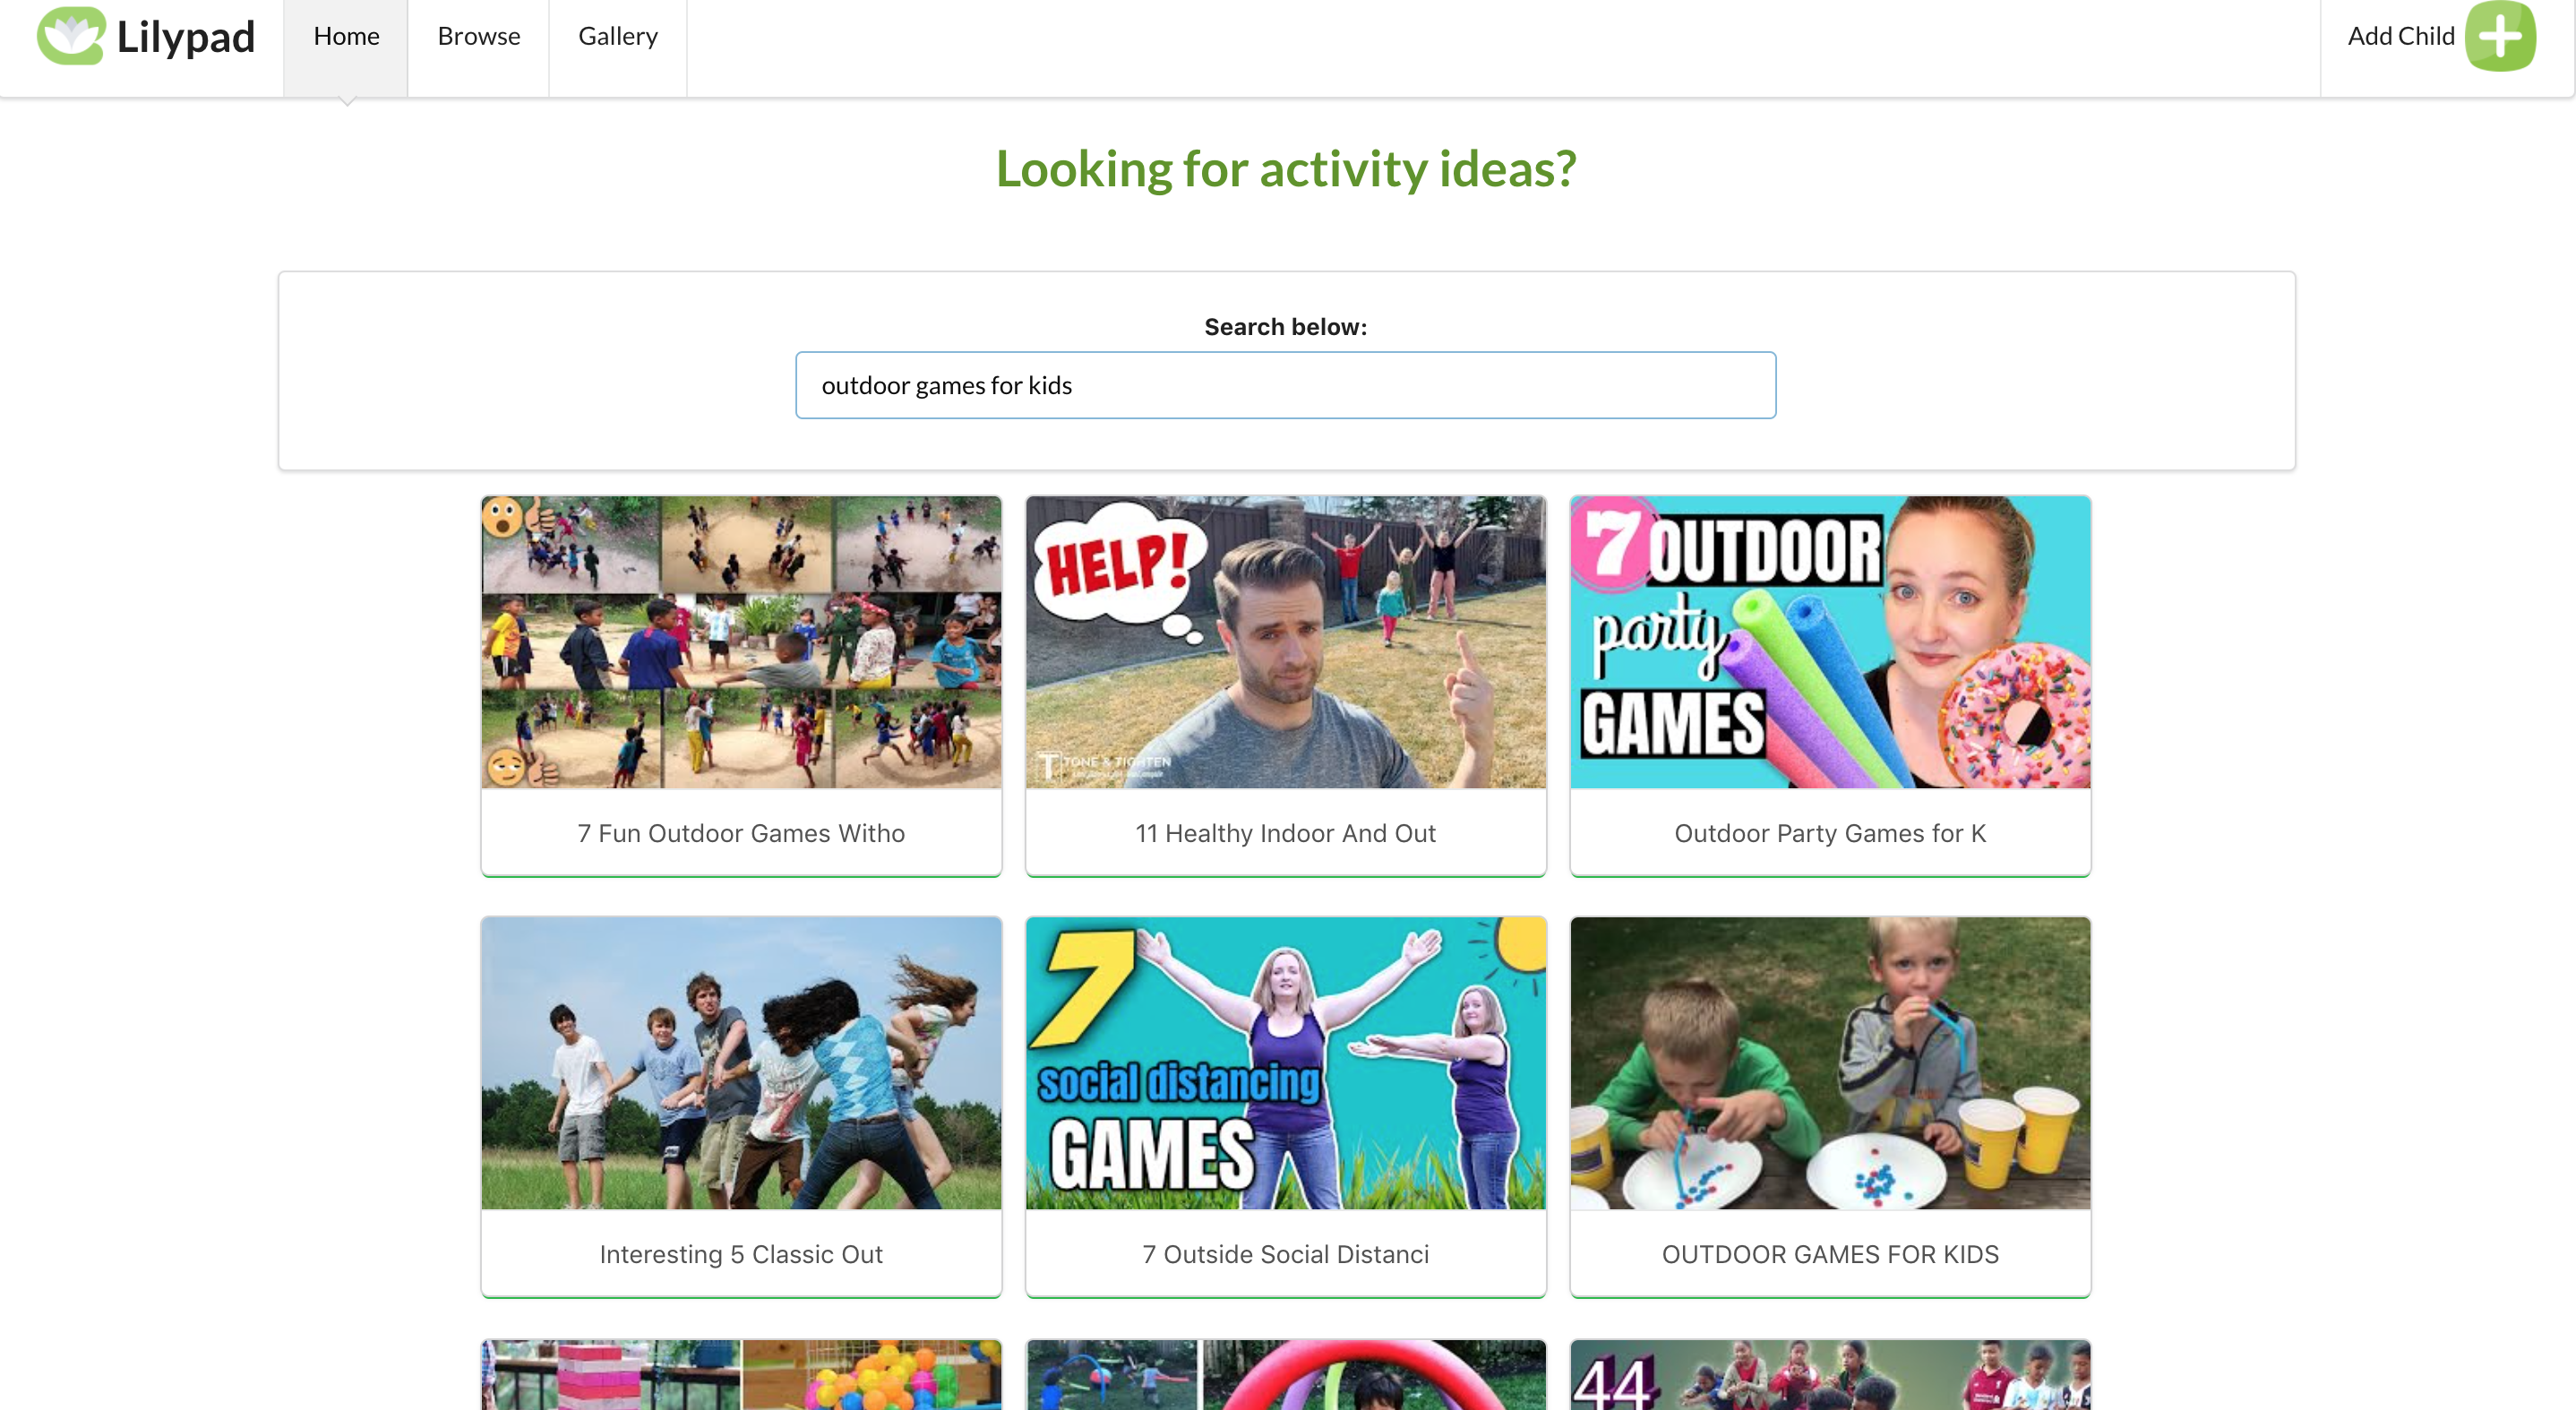 Lilypad
Home
Browse
Gallery
Add Child
Looking for activity ideas?
Search below:
outdoor games for kids
HELP!
TONE & TIGHTEN
7 OUTDOOR
party
GAMES
7 Fun Outdoor Games Witho
11 Healthy Indoor And Out
Outdoor Party Games for K
7
social distancing
GAMES
Interesting 5 Classic Out
7 Outside Social Distanci
OUTDOOR GAMES FOR KIDS
44